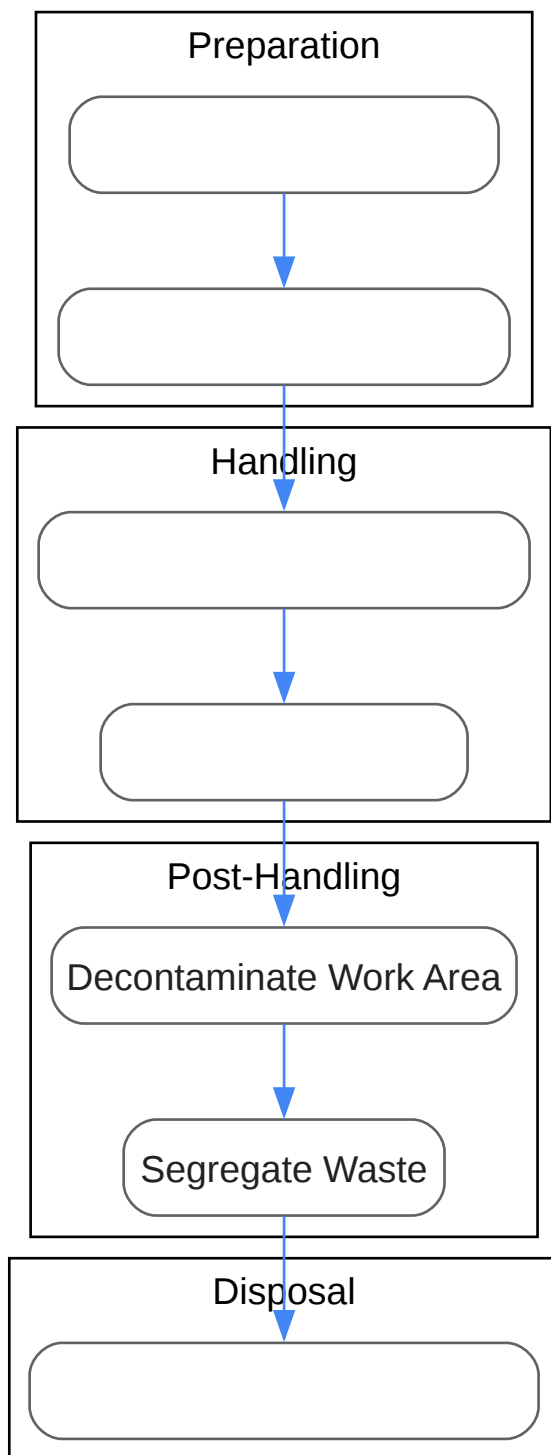 Preparation
Handling
Post-Handling
Decontaminate Work Area
Segregate Waste
Disposal